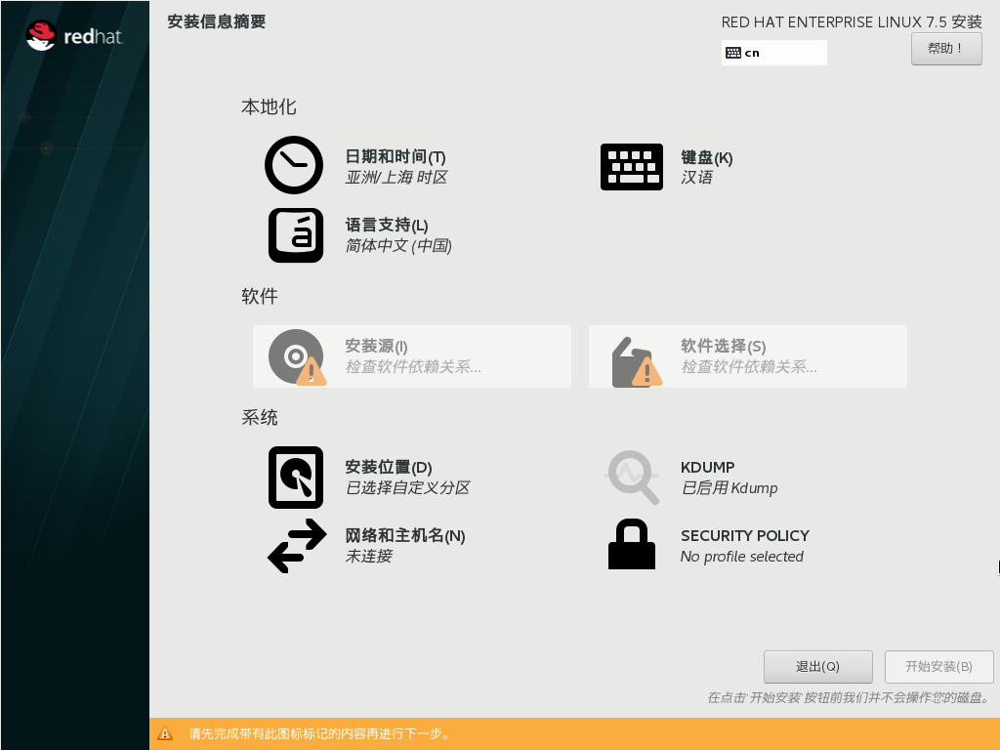 redhat.
安装信息摘要
RED HAT ENTERPRISE LINUX 7.5 安装
cn
帮助！
本地化
日期和时间(T)
亚洲/上海 时区
键盘(K)
汉语
语言支持(L)
简体中文 (中国)
软件
安装源(I)
检查软件依赖关系...
软件选择(S)
检查软件依赖关系...
系统
安装位置(D)
已选择自定义分区
KDUMP
已启用 Kdump
网络和主机名(N)
未连接
SECURITY POLICY
No profile selected
退出(Q)
开始安装(B)
在点击'开始安装'按钮前我们并不会操作您的磁盘。
请先完成带有此图标标记的内容再进行下一步。